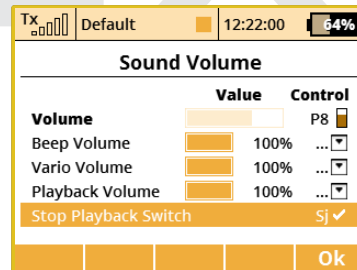 Tx Default 12:22:00 64%
Sound Volume
Value Control
Volume P8
Beep Volume 100% ...
Vario Volume 100% ...
Playback Volume 100% ...
Stop Playback Switch Sj
Ok